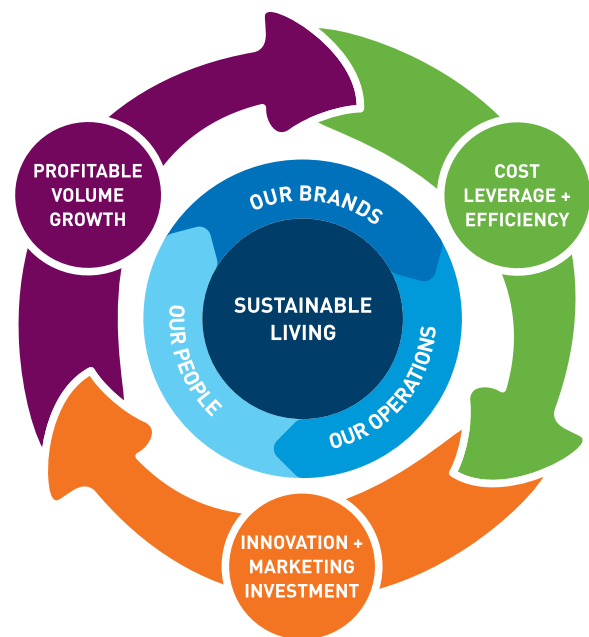 PROFITABLE
VOLUME
GROWTH
COST
LEVERAGE +
EFFICIENCY
OUR BRANDS
SUSTAINABLE
LIVING
OUR PEOPLE
OUR OPERATIONS
INNOVATION +
MARKETING
INVESTMENT